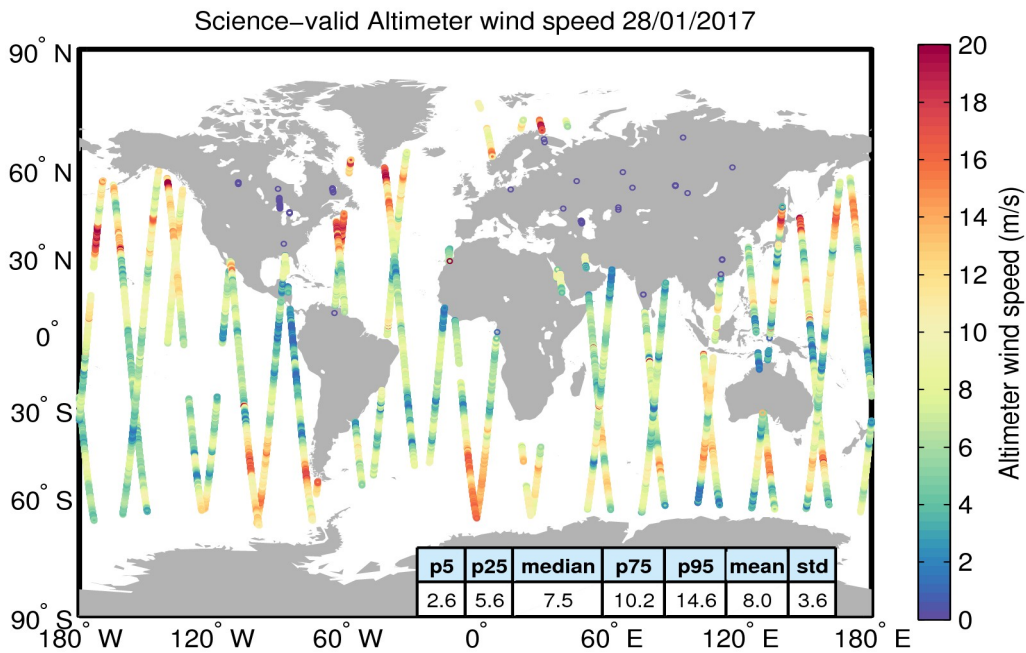 Science−valid Altimeter wind speed 28/01/2017
90° N
60° N
30° N
0°
30° S
60° S
90° S
180° W
120° W
60° W
0°
60° E
120° E
180° E
p5 p25 median p75 p95 mean std
2.6 5.6 7.5 10.2 14.6 8.0 3.6
20
18
16
14
12
10
8
6
4
2
0
Altimeter wind speed (m/s)